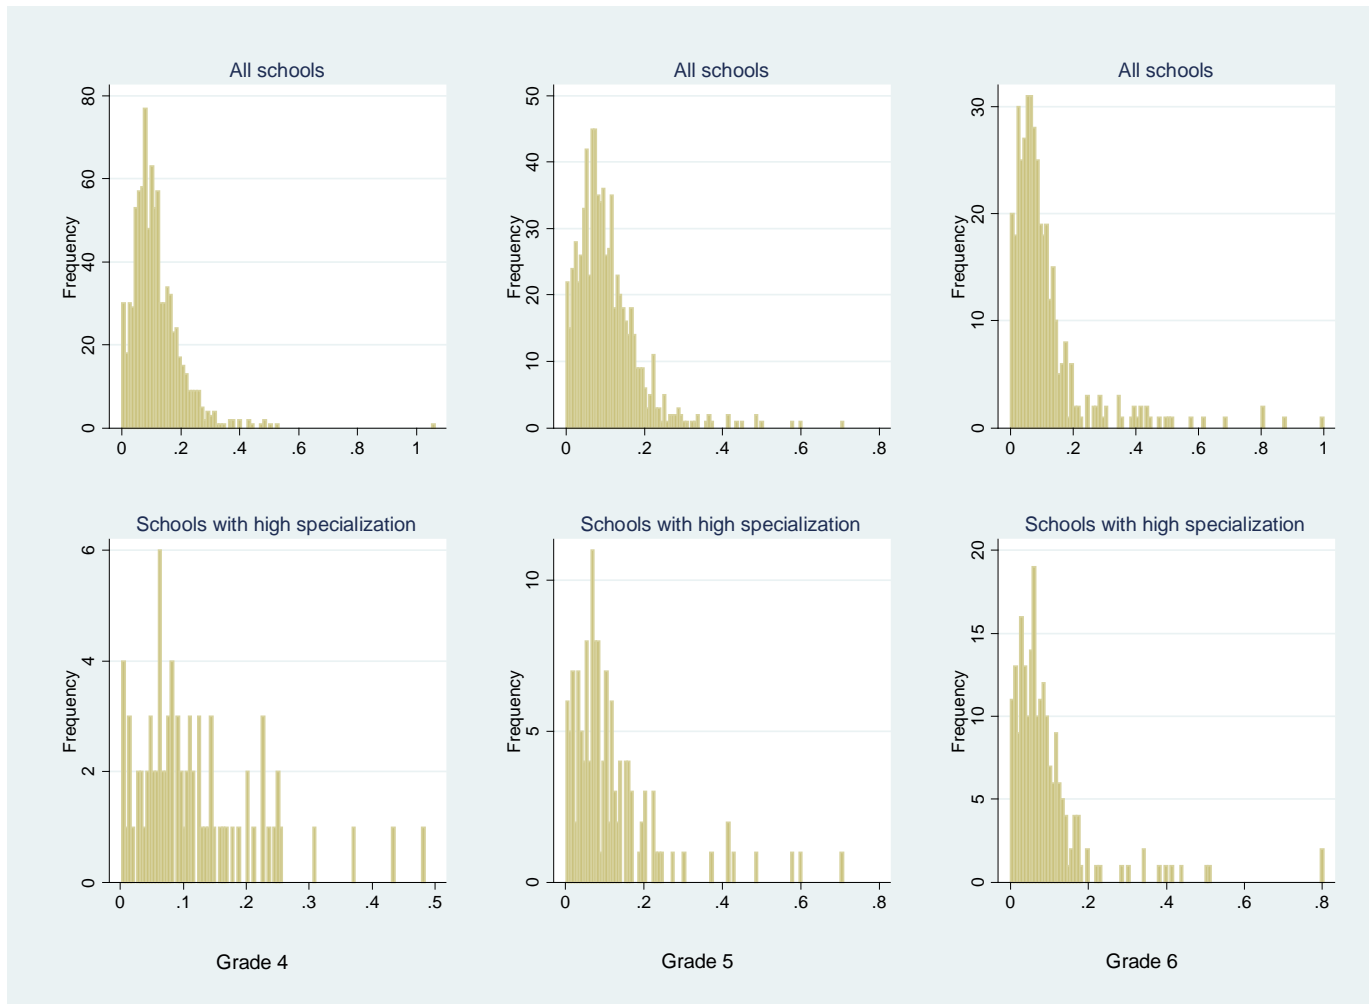 All schools
All schools
All schools
Frequency
0 20 40 60 80
0 .2 .4 .6 .8 1
Frequency
0 10 20 30 40 50
0 .2 .4 .6 .8
Frequency
0 10 20 30
0 .2 .4 .6 .8 1
Schools with high specialization
Schools with high specialization
Schools with high specialization
Frequency
0 2 4 6
0 .1 .2 .3 .4 .5
Frequency
0 5 10
0 .2 .4 .6 .8
Frequency
0 5 10 15 20
0 .2 .4 .6 .8
Grade 4
Grade 5
Grade 6